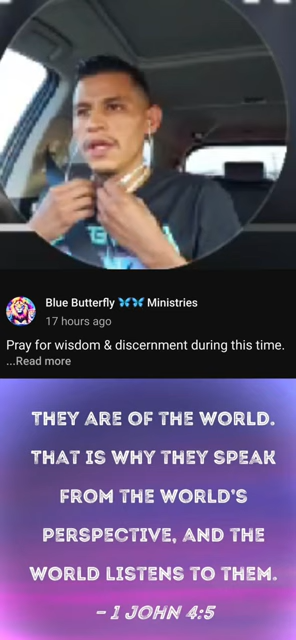 Blue Butterfly 🦋🦋 Ministries
17 hours ago
Pray for wisdom & discernment during this time.
...Read more
THEY ARE OF THE WORLD.
THAT IS WHY THEY SPEAK
FROM THE WORLD'S
PERSPECTIVE, AND THE
WORLD LISTENS TO THEM.
- 1 JOHN 4:5